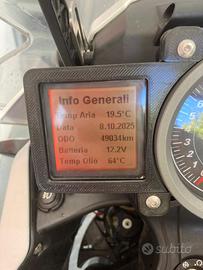 Info Generali
Temp Aria 19.5°C
Data 8.10.2025
ODO 49034km
Batteria 12.2V
Temp Olio 64°C
subito